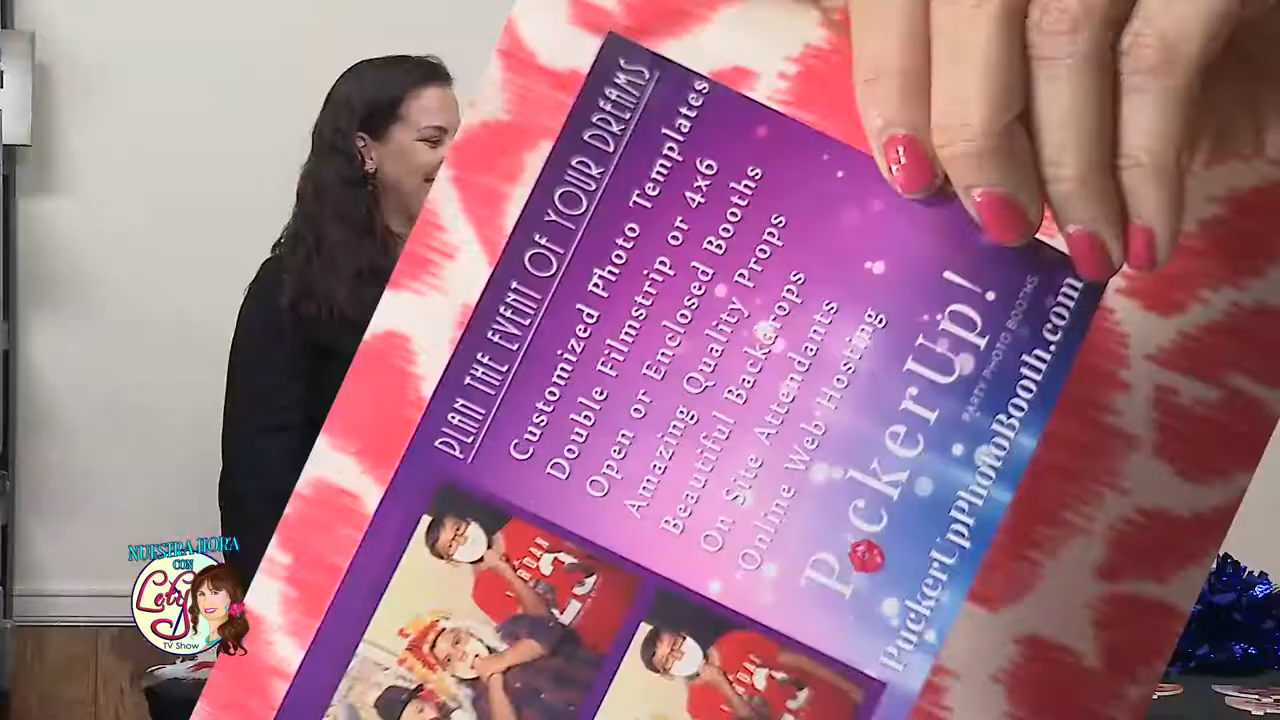 PLAN THE EVENT OF YOUR DREAMS
Customized Photo Templates
Double Filmstrip or 4x6
Open or Enclosed Booths
Amazing Quality Props
Beautiful Backdrops
On Site Attendants
Online Web Hosting
PuckerUp!
PARTY PHOTO BOOTHS
PuckerUpPhotoBooth.com
NUESTRA HORA
CON
Lety
TV Show